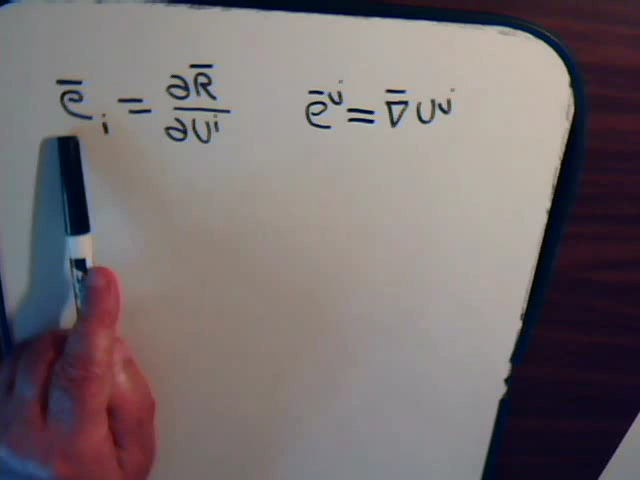 ē_i = ∂R̄/∂U^i ē^j = ∇̄U^j